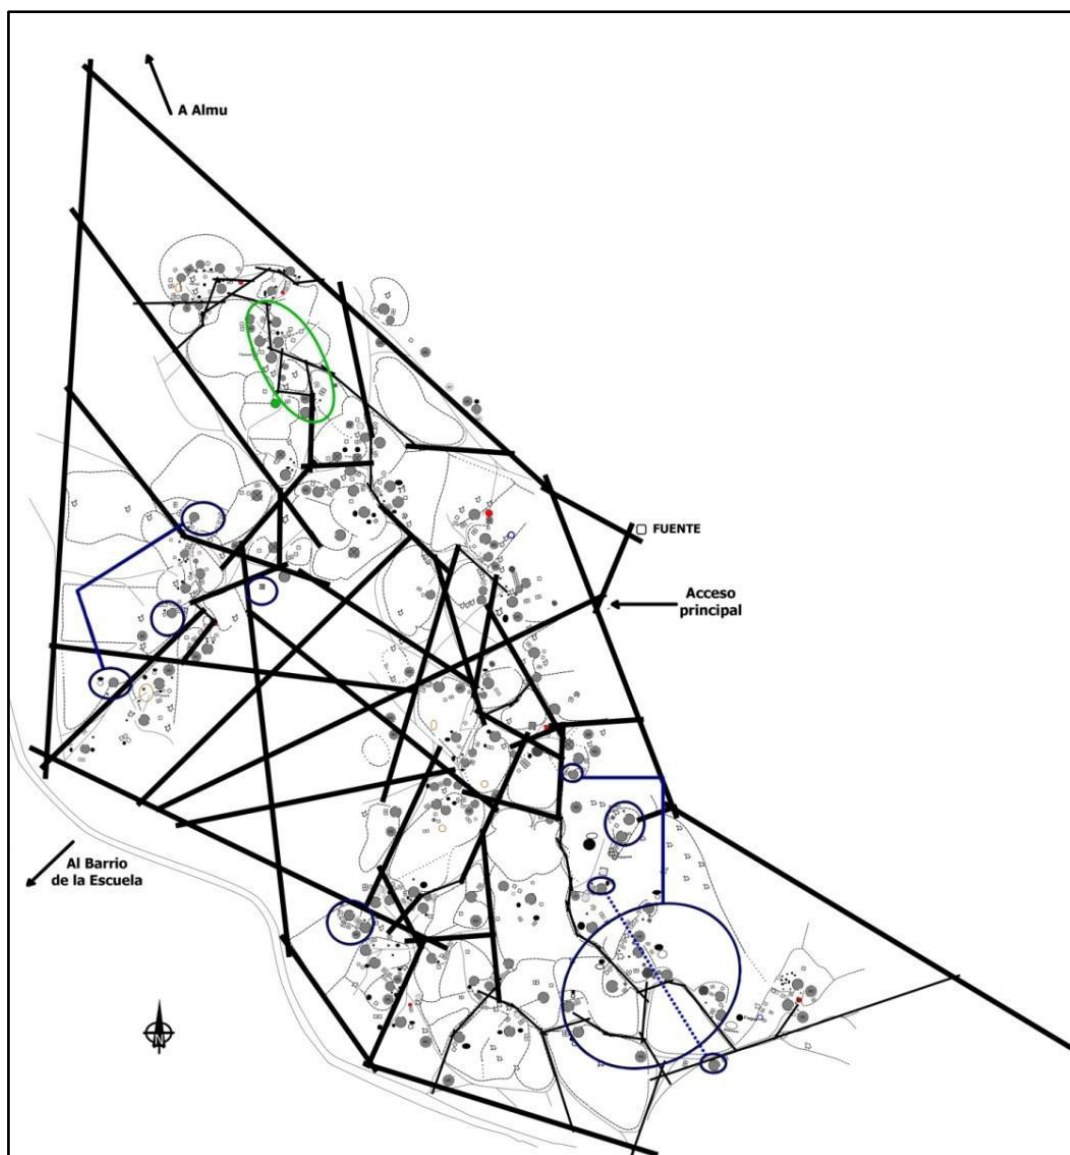 A Almu
FUENTE
Acceso
principal
Al Barrio
de la Escuela
N